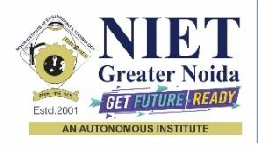 NIET
Greater Noida
GET FUTURE READY
Estd.2001
AN AUTONOMOUS INSTITUTE